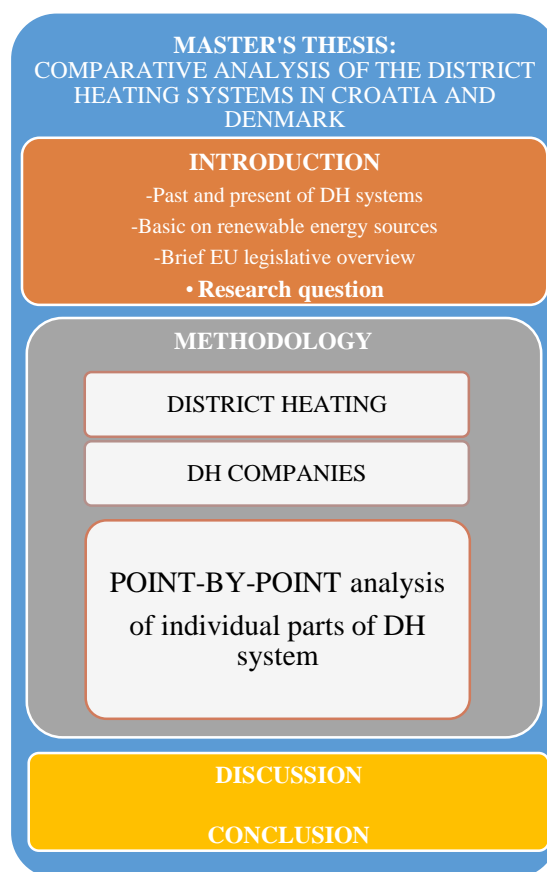 MASTER'S THESIS:
COMPARATIVE ANALYSIS OF THE DISTRICT
HEATING SYSTEMS IN CROATIA AND
DENMARK
INTRODUCTION
-Past and present of DH systems
-Basic on renewable energy sources
-Brief EU legislative overview
• Research question
METHODOLOGY
DISTRICT HEATING
DH COMPANIES
POINT-BY-POINT analysis
of individual parts of DH
system
DISCUSSION
CONCLUSION